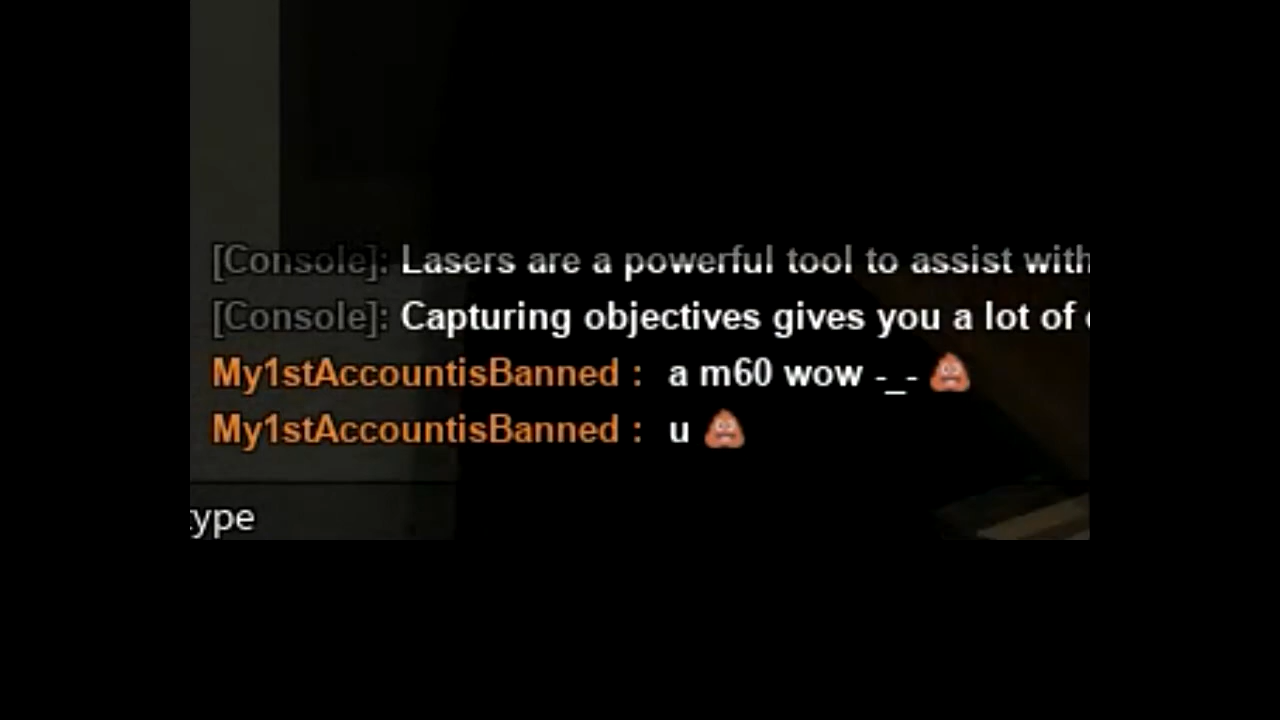 [Console]: Lasers are a powerful tool to assist with
[Console]: Capturing objectives gives you a lot of
My1stAccountisBanned : a m60 wow -_- 💩
My1stAccountisBanned : u 💩
type